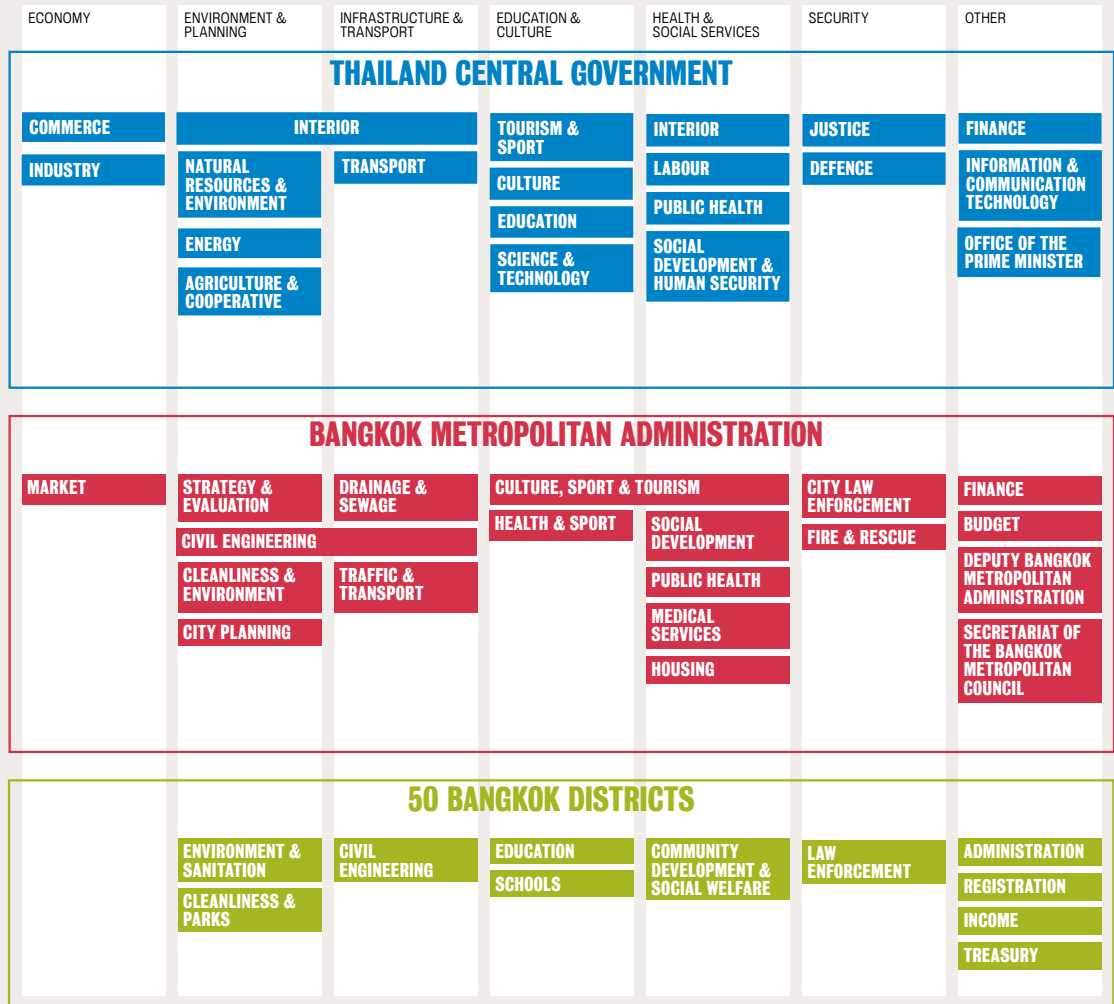 ECONOMY
ENVIRONMENT &
PLANNING
INFRASTRUCTURE &
TRANSPORT
EDUCATION &
CULTURE
HEALTH &
SOCIAL SERVICES
SECURITY
OTHER
THAILAND CENTRAL GOVERNMENT
COMMERCE
INDUSTRY
INTERIOR
NATURAL
RESOURCES &
ENVIRONMENT
ENERGY
AGRICULTURE &
COOPERATIVE
TRANSPORT
TOURISM &
SPORT
CULTURE
EDUCATION
SCIENCE &
TECHNOLOGY
INTERIOR
LABOUR
PUBLIC HEALTH
SOCIAL
DEVELOPMENT &
HUMAN SECURITY
JUSTICE
DEFENCE
FINANCE
INFORMATION &
COMMUNICATION
TECHNOLOGY
OFFICE OF THE
PRIME MINISTER
BANGKOK METROPOLITAN ADMINISTRATION
MARKET
STRATEGY &
EVALUATION
DRAINAGE &
SEWAGE
CIVIL ENGINEERING
CLEANLINESS &
ENVIRONMENT
CITY PLANNING
TRAFFIC &
TRANSPORT
CULTURE, SPORT & TOURISM
HEALTH & SPORT
SOCIAL
DEVELOPMENT
PUBLIC HEALTH
MEDICAL
SERVICES
HOUSING
CITY LAW
ENFORCEMENT
FIRE & RESCUE
FINANCE
BUDGET
DEPUTY BANGKOK
METROPOLITAN
ADMINISTRATION
SECRETARIAT OF
THE BANGKOK
METROPOLITAN
COUNCIL
50 BANGKOK DISTRICTS
ENVIRONMENT &
SANITATION
CLEANLINESS &
PARKS
CIVIL
ENGINEERING
EDUCATION
SCHOOLS
COMMUNITY
DEVELOPMENT &
SOCIAL WELFARE
LAW
ENFORCEMENT
ADMINISTRATION
REGISTRATION
INCOME
TREASURY